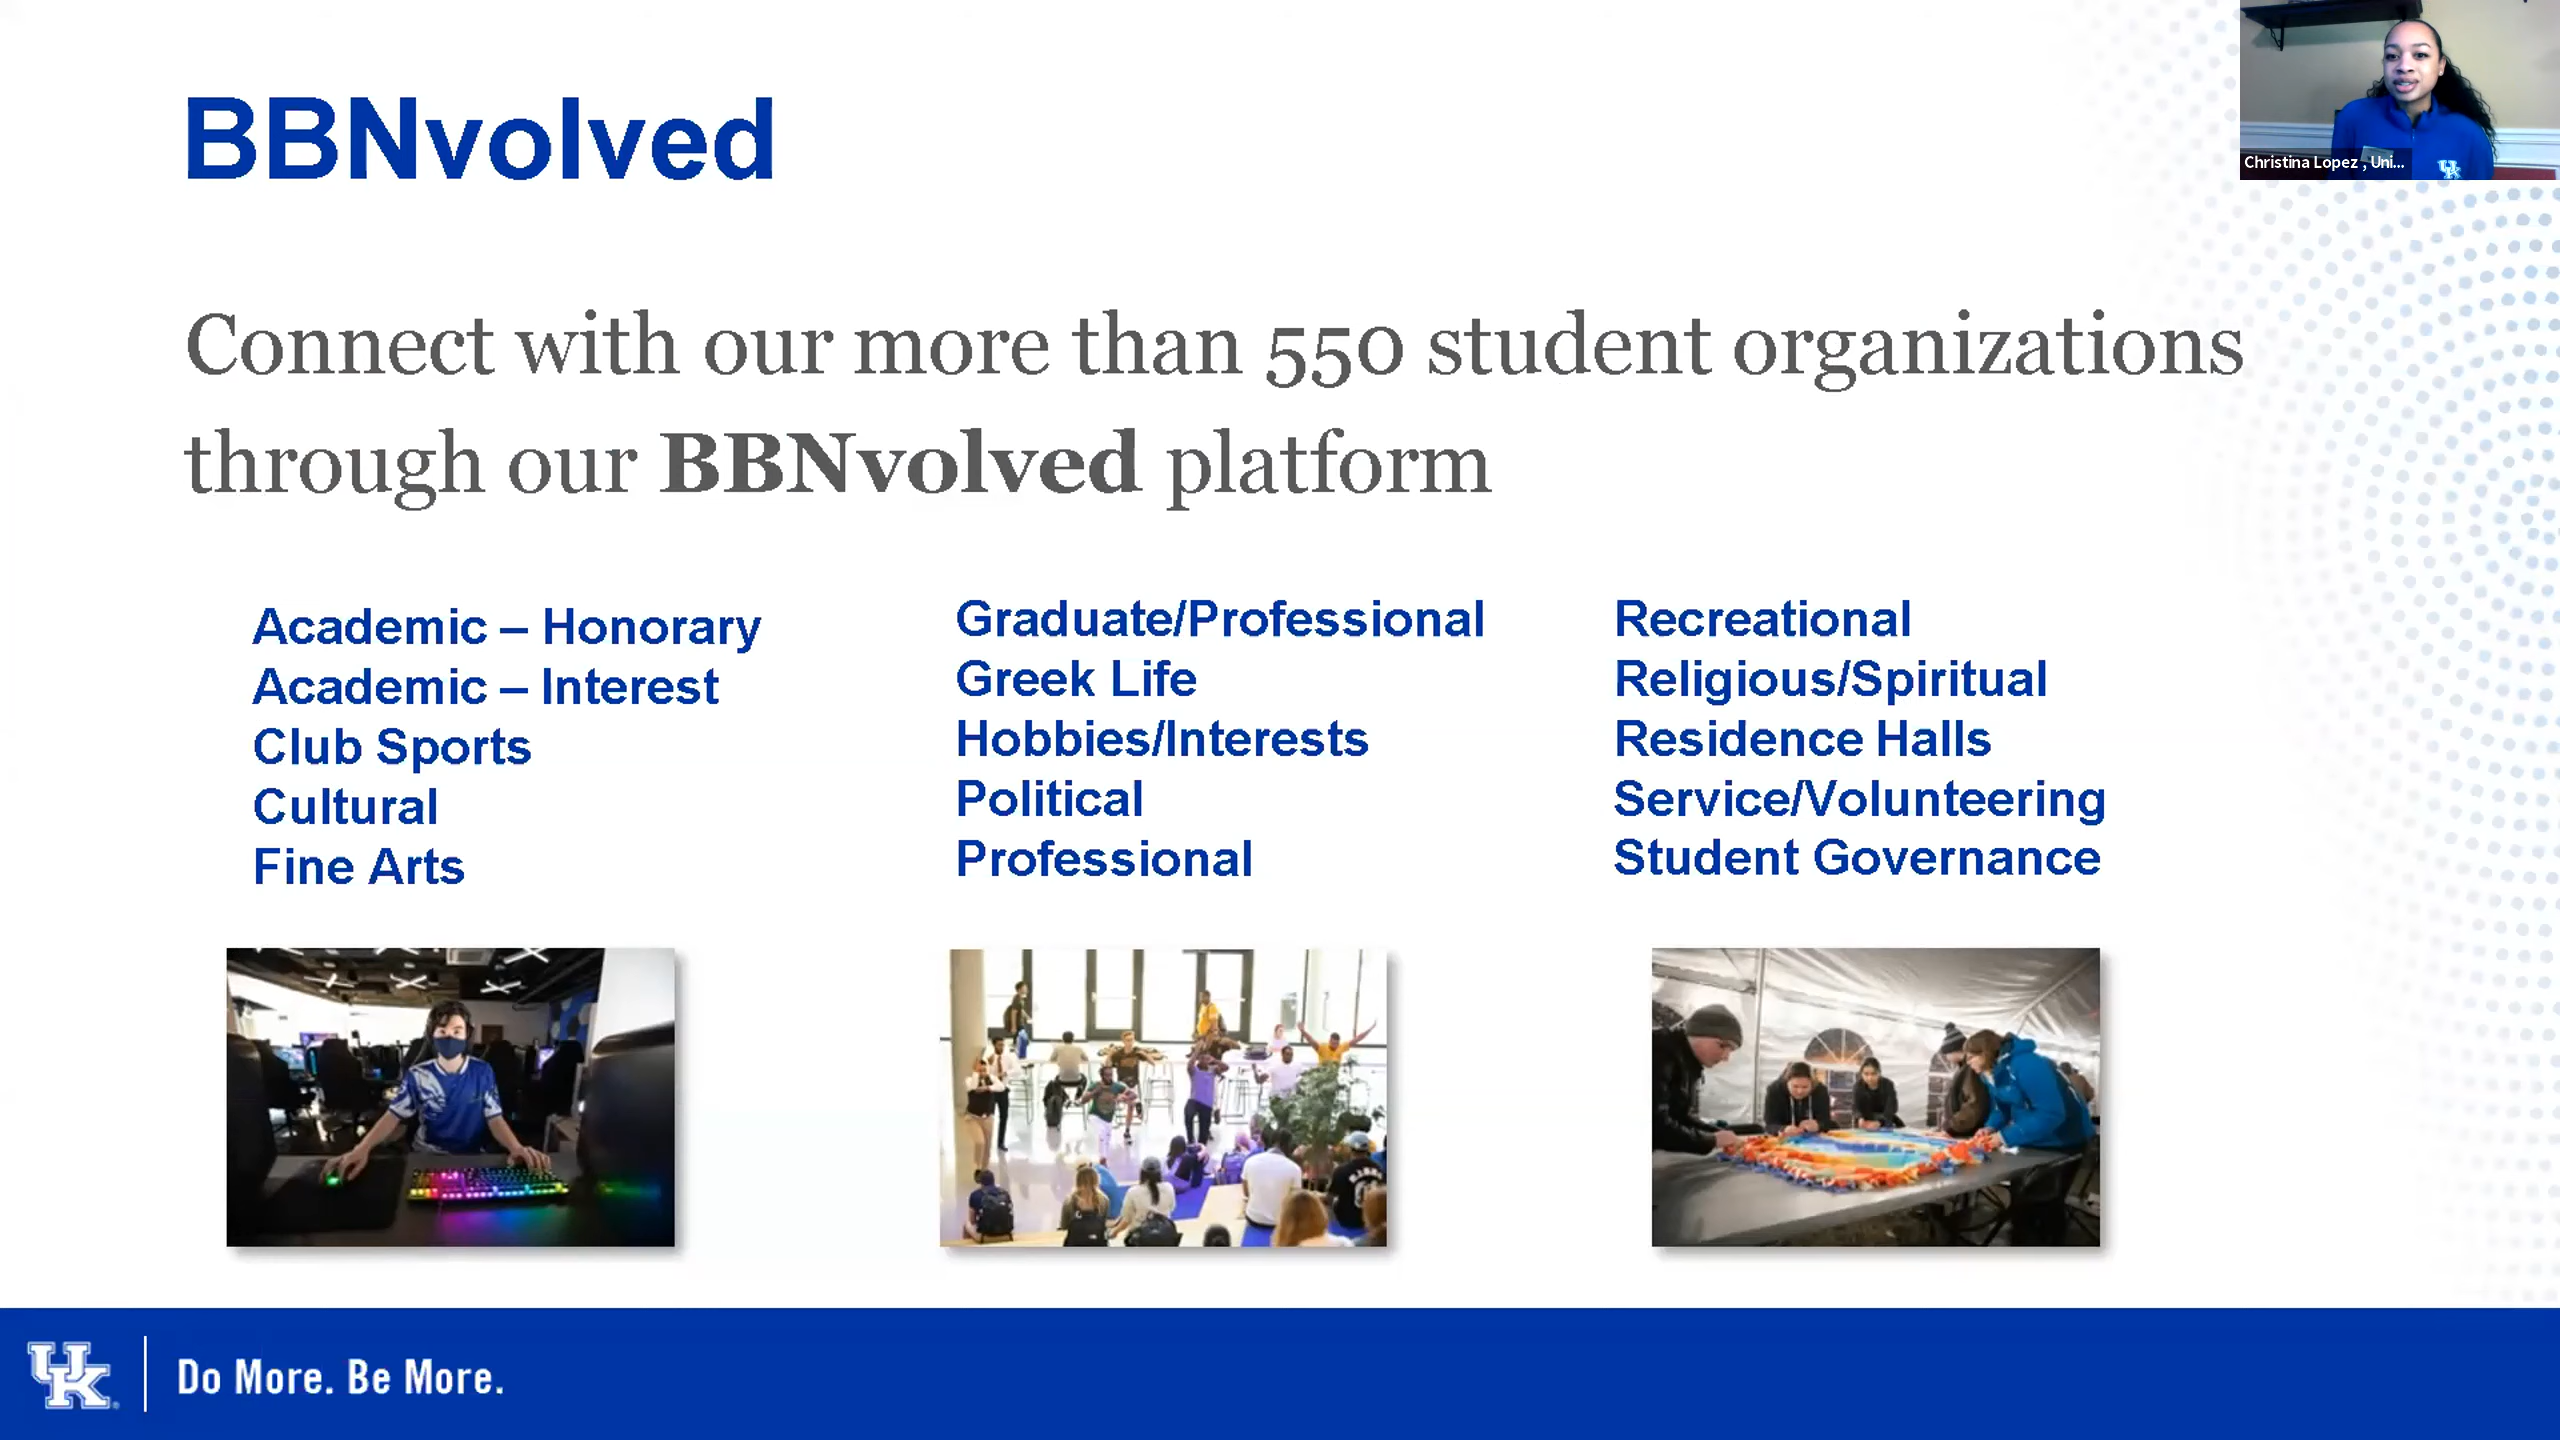 BBNvolved
Christina Lopez , Uni...
Connect with our more than 550 student organizations
through our BBNvolved platform
Academic – Honorary
Academic – Interest
Club Sports
Cultural
Fine Arts
Graduate/Professional
Greek Life
Hobbies/Interests
Political
Professional
Recreational
Religious/Spiritual
Residence Halls
Service/Volunteering
Student Governance
UK
UK
Do More. Be More.